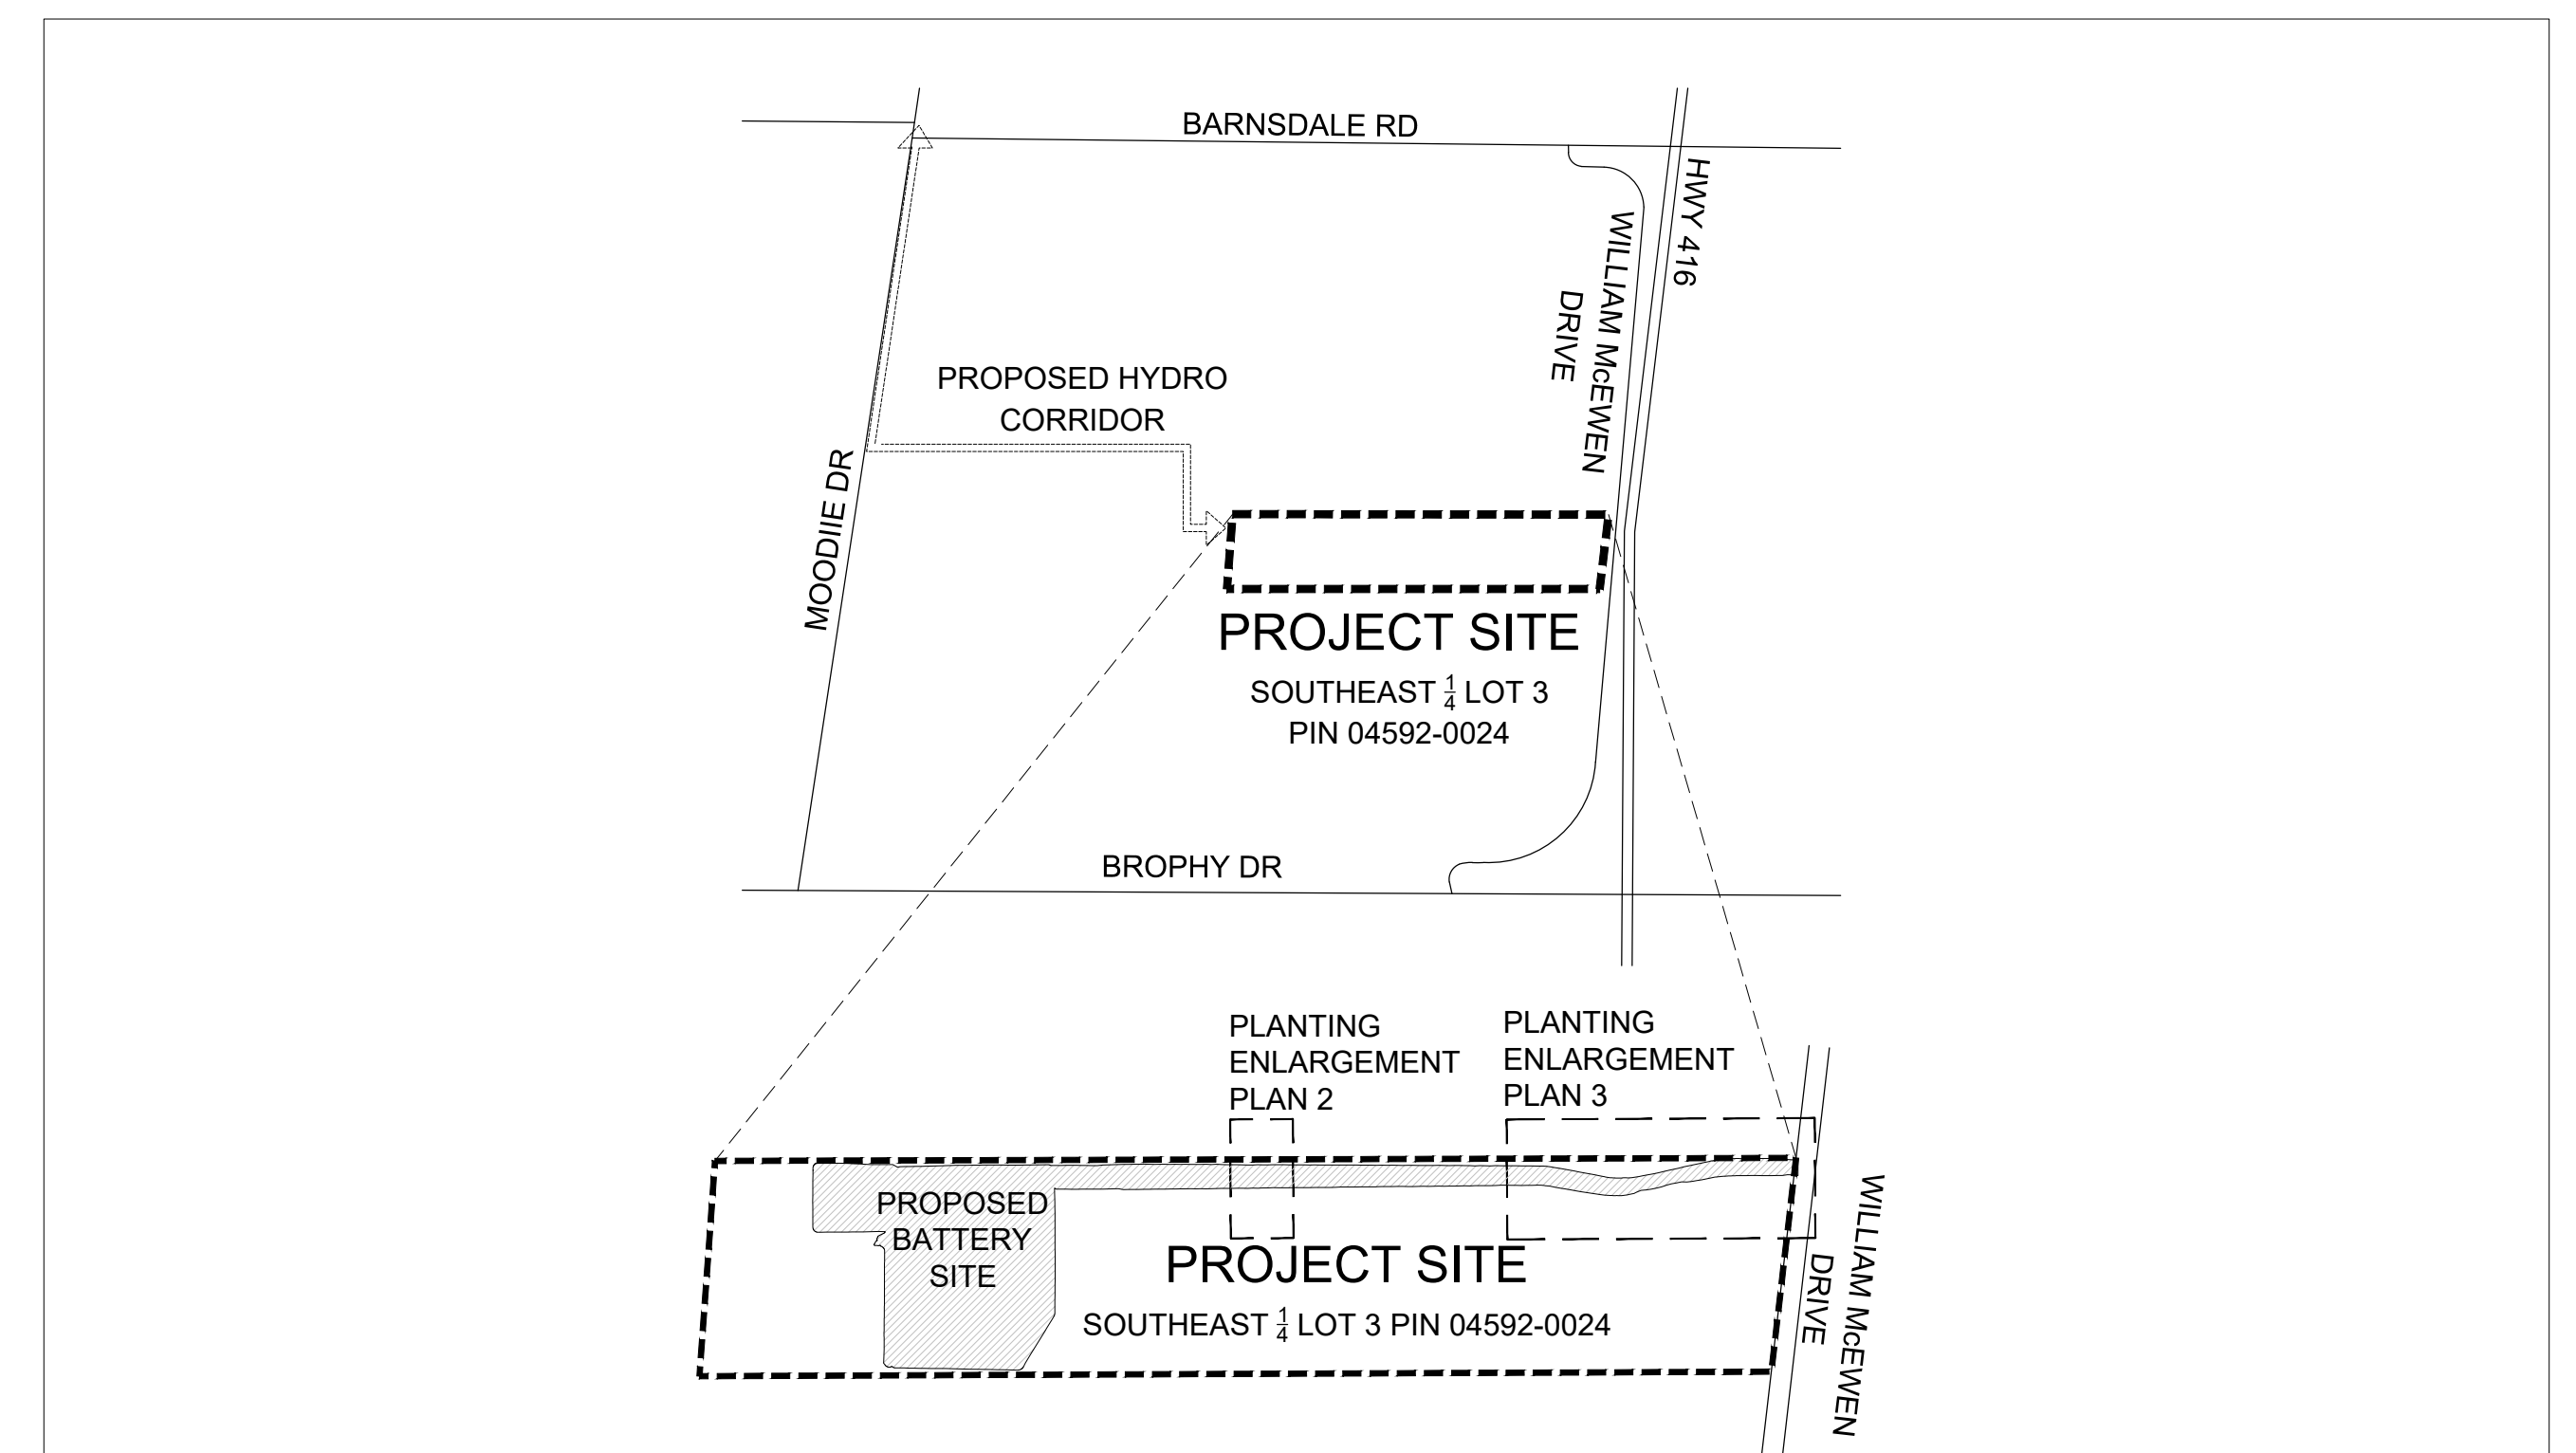 BARNSDALE RD
HWY 416
WILLIAM McEWEN
DRIVE
PROPOSED HYDRO
CORRIDOR
MOODIE DR
PROJECT SITE
SOUTHEAST 1/4 LOT 3
PIN 04592-0024
BROPHY DR
PLANTING
ENLARGEMENT
PLAN 2
PLANTING
ENLARGEMENT
PLAN 3
PROPOSED
BATTERY
SITE
PROJECT SITE
SOUTHEAST 1/4 LOT 3 PIN 04592-0024
WILLIAM McEWEN
DRIVE